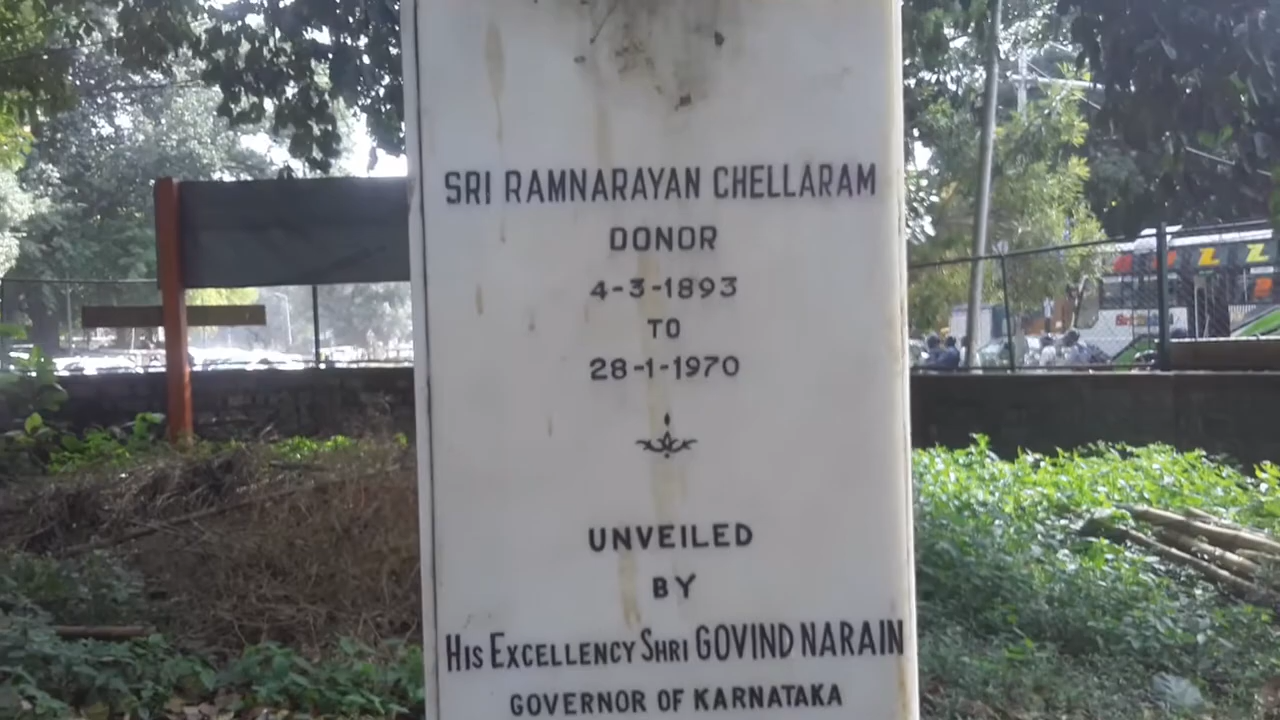 SRI RAMNARAYAN CHELLARAM
DONOR
4-3-1893
TO
28-1-1970
UNVEILED
BY
HIS EXCELLENCY SHRI GOVIND NARAIN
GOVERNOR OF KARNATAKA